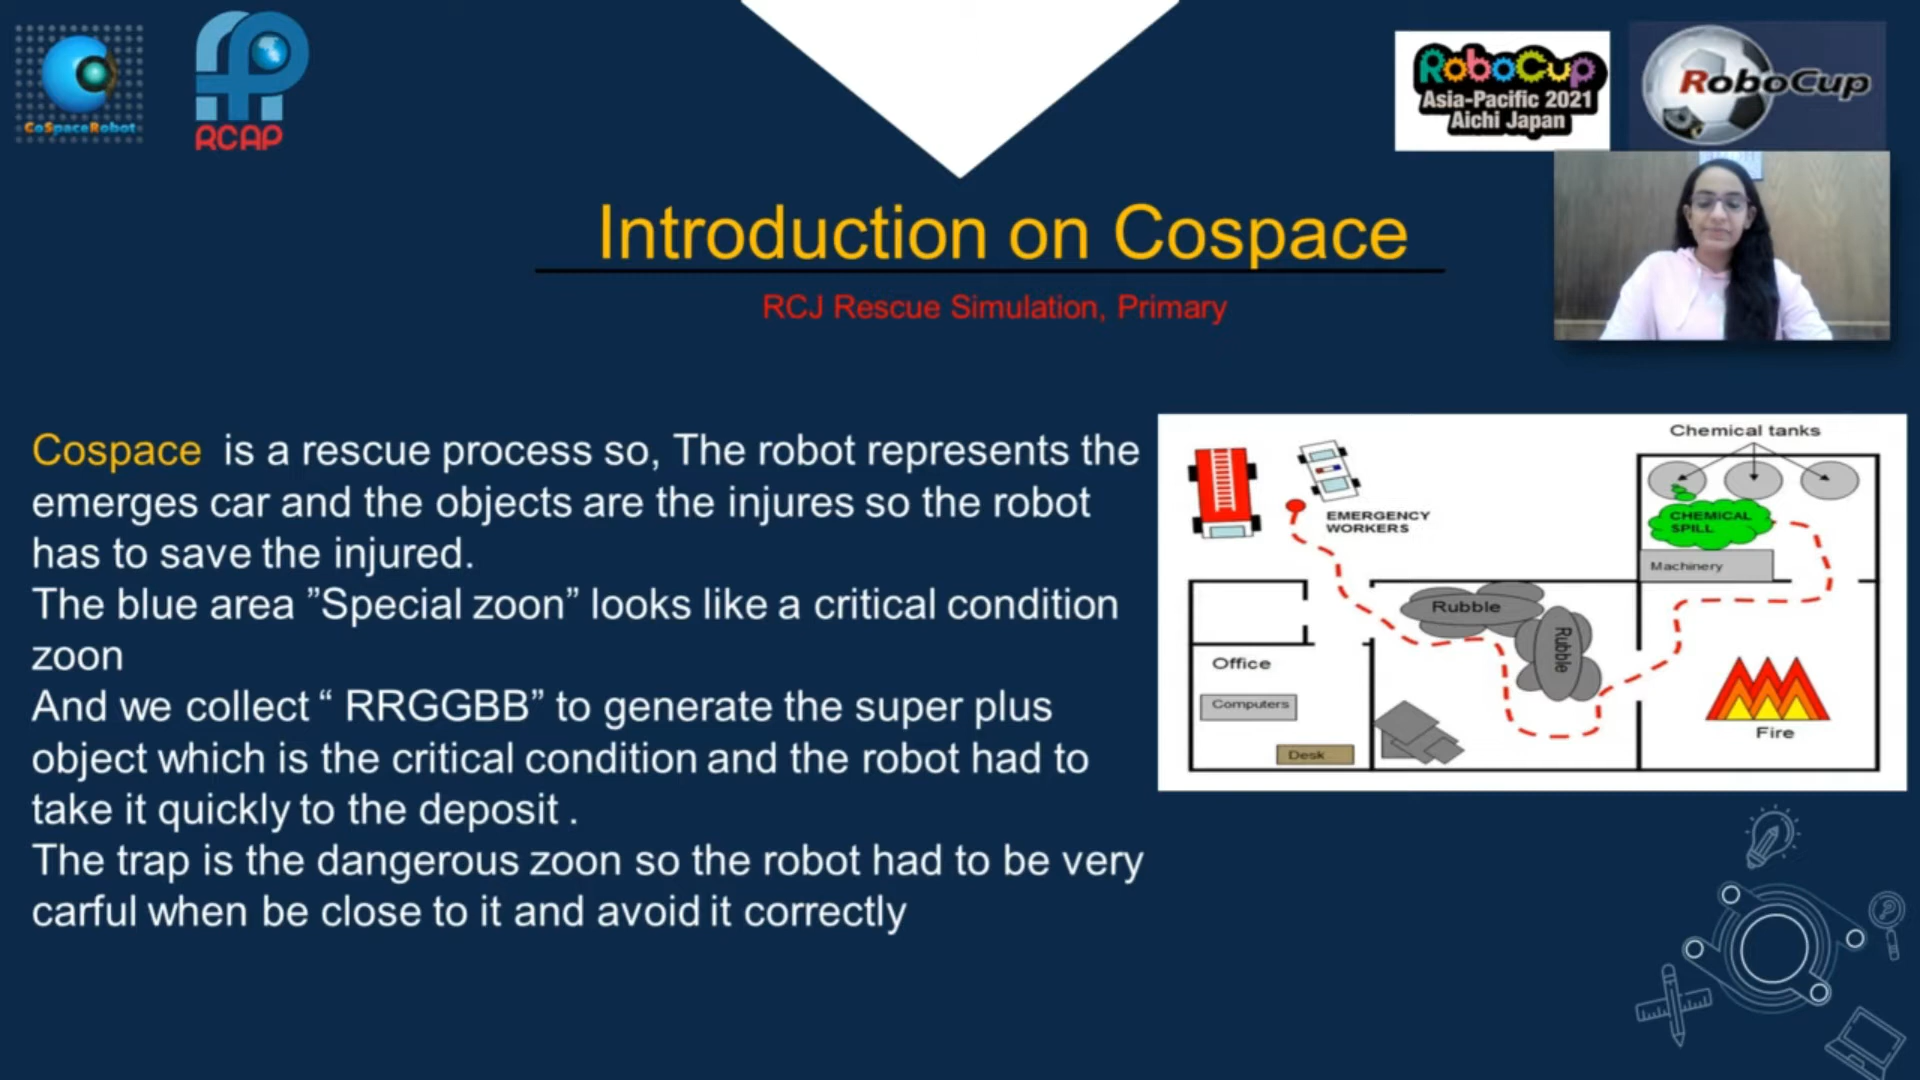 CoSpaceRobot
RCAP
RoboCup
Asia-Pacific 2021
Aichi Japan
RoboCup
Introduction on Cospace
RCJ Rescue Simulation, Primary
Cospace is a rescue process so, The robot represents the
emerges car and the objects are the injures so the robot
has to save the injured.
The blue area ”Special zoon” looks like a critical condition
zoon
And we collect “ RRGGBB” to generate the super plus
object which is the critical condition and the robot had to
take it quickly to the deposit .
The trap is the dangerous zoon so the robot had to be very
carful when be close to it and avoid it correctly
Chemical tanks
EMERGENCY
WORKERS
CHEMICAL
SPILL
Machinery
Rubble
Rubble
Office
Computers
Desk
Fire